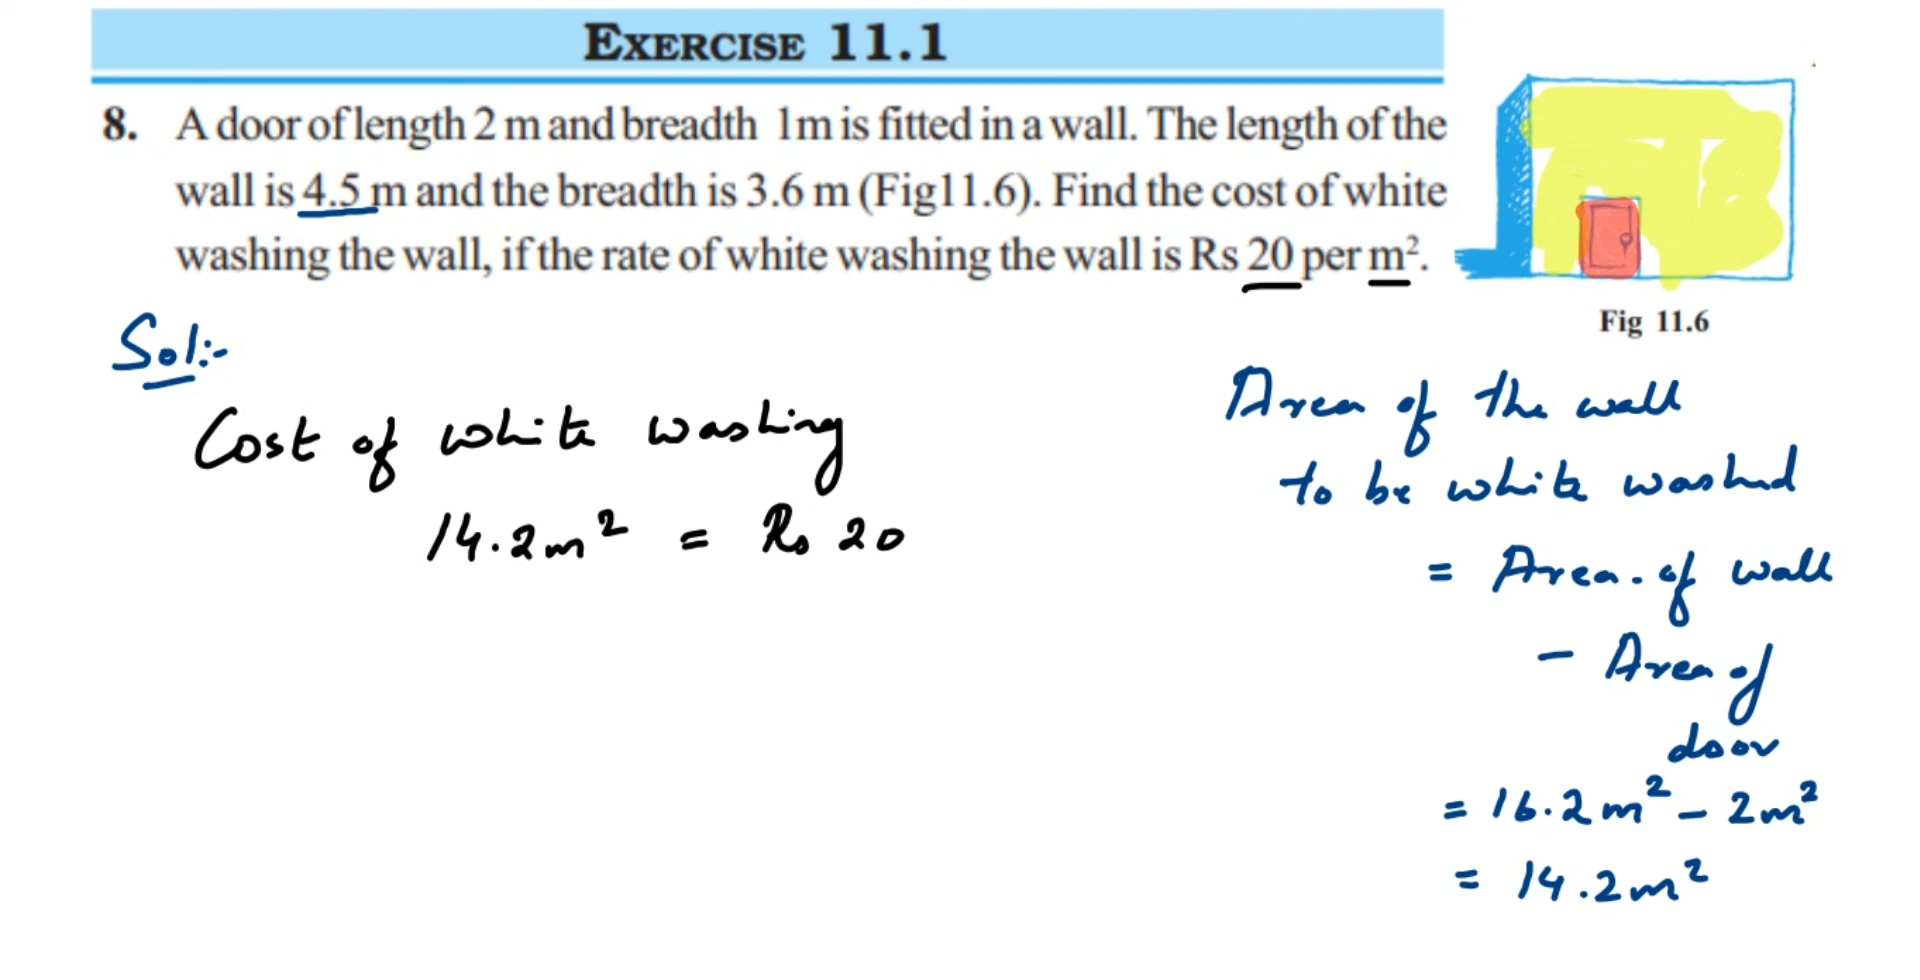 EXERCISE 11.1
8. A door of length 2 m and breadth 1m is fitted in a wall. The length of the
wall is 4.5 m and the breadth is 3.6 m (Fig11.6). Find the cost of white
washing the wall, if the rate of white washing the wall is Rs 20 per m².
Fig 11.6
Sol:-
Cost of white washing
14.2m² = Rs 20
Area of the wall
to be white washed
= Area of wall
- Area of
door
= 16.2m² - 2m²
= 14.2m²